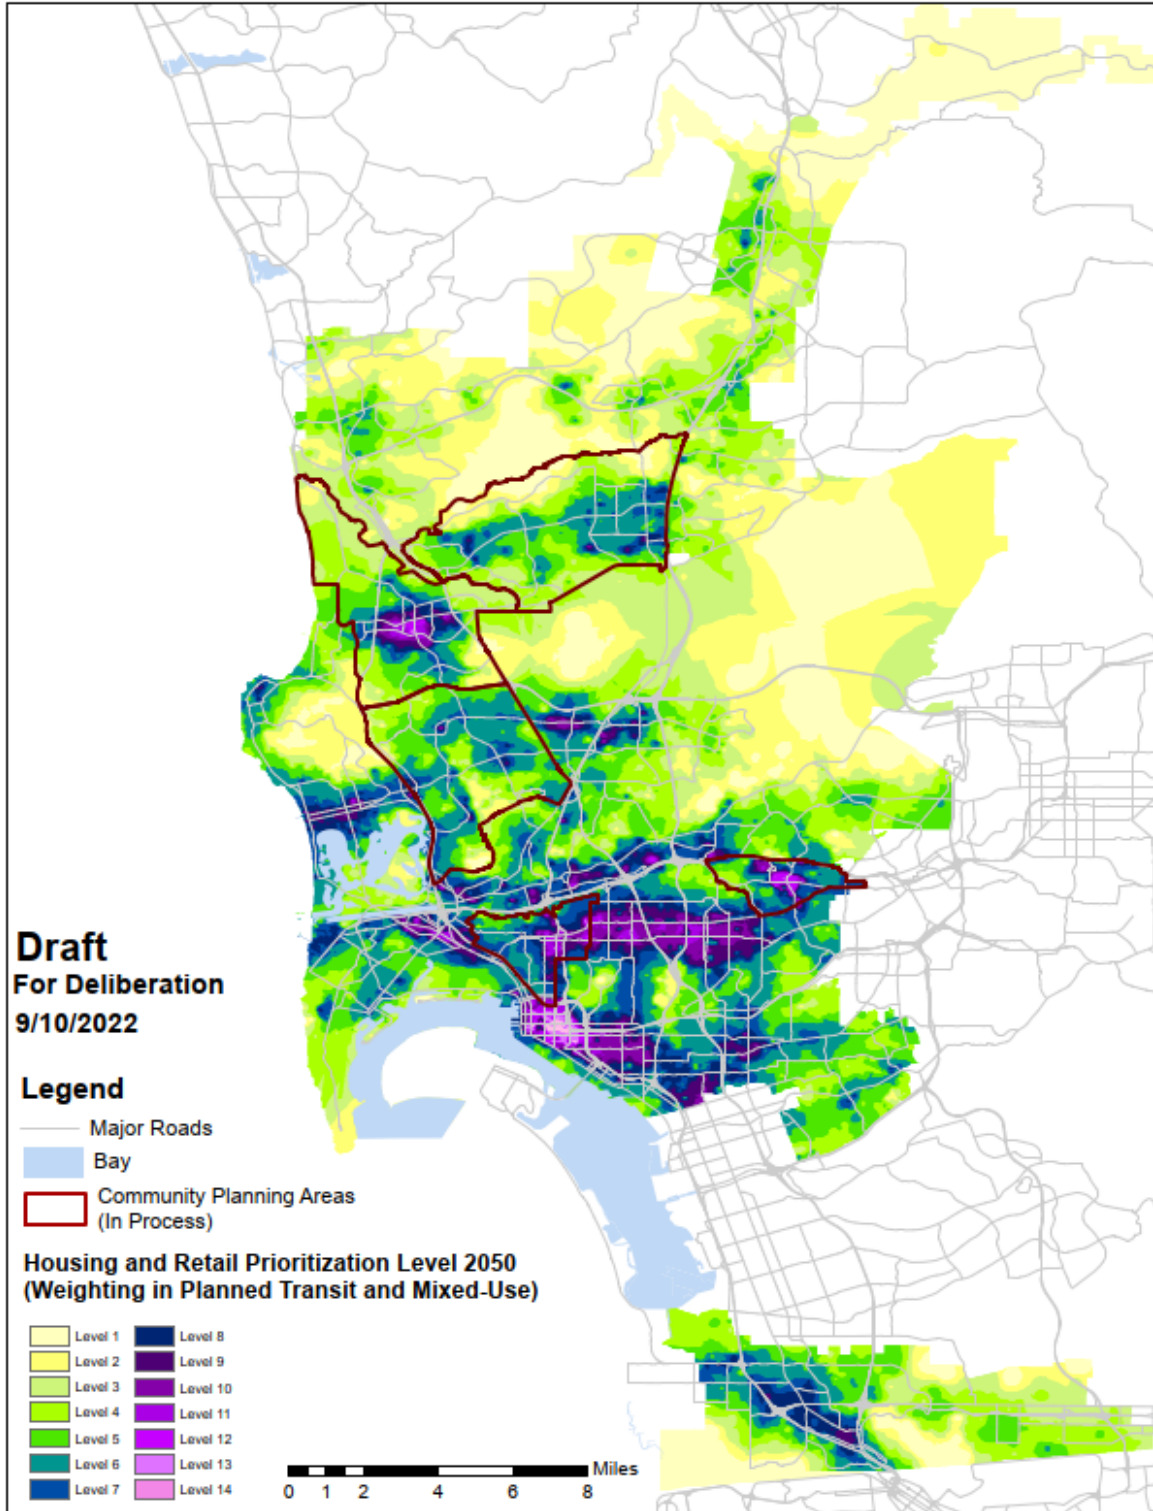 Draft
For Deliberation
9/10/2022
Legend
Major Roads
Bay
Community Planning Areas
(In Process)
Housing and Retail Prioritization Level 2050
(Weighting in Planned Transit and Mixed-Use)
Level 1
Level 2
Level 3
Level 4
Level 5
Level 6
Level 7
Level 8
Level 9
Level 10
Level 11
Level 12
Level 13
Level 14
Miles
0 1 2 4 6 8